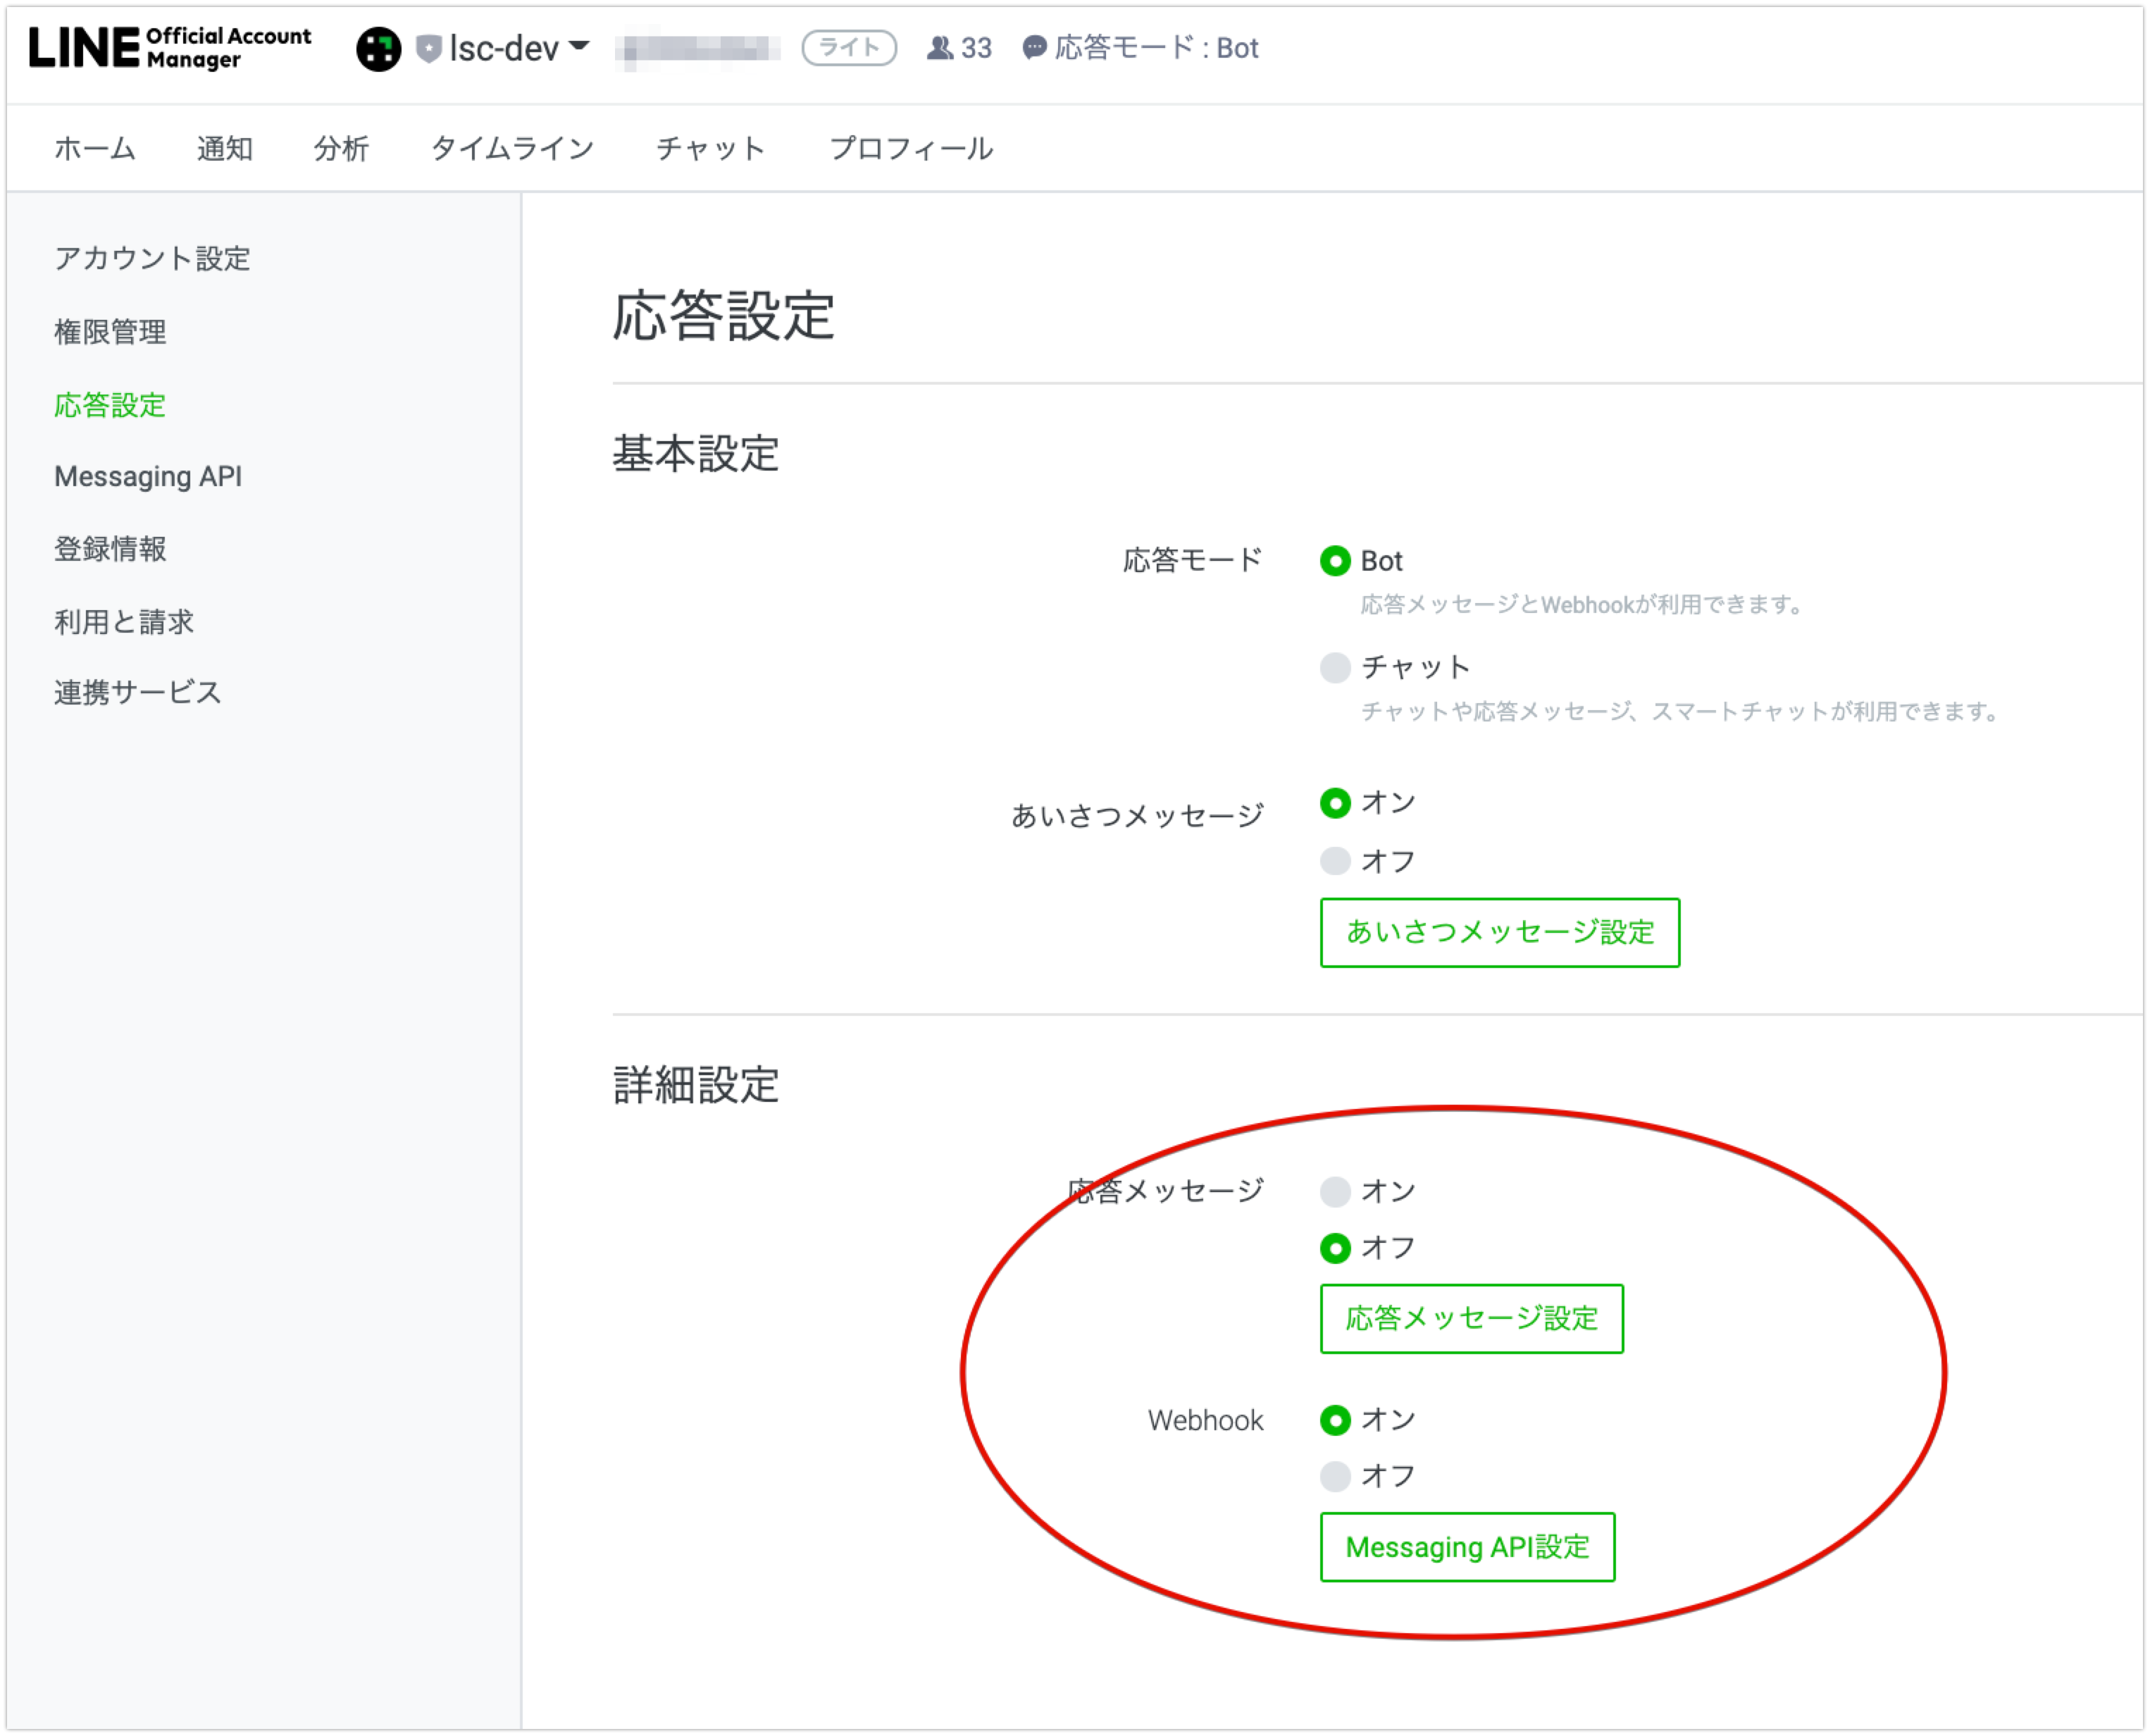 LINE Official Account Manager
lsc-dev
ライト
33
応答モード : Bot
ホーム 通知 分析 タイムライン チャット プロフィール
アカウント設定
権限管理
応答設定
Messaging API
登録情報
利用と請求
連携サービス
応答設定
基本設定
応答モード
Bot
応答メッセージとWebhookが利用できます。
チャット
チャットや応答メッセージ、スマートチャットが利用できます。
あいさつメッセージ
オン
オフ
あいさつメッセージ設定
詳細設定
応答メッセージ
オン
オフ
応答メッセージ設定
Webhook
オン
オフ
Messaging API設定